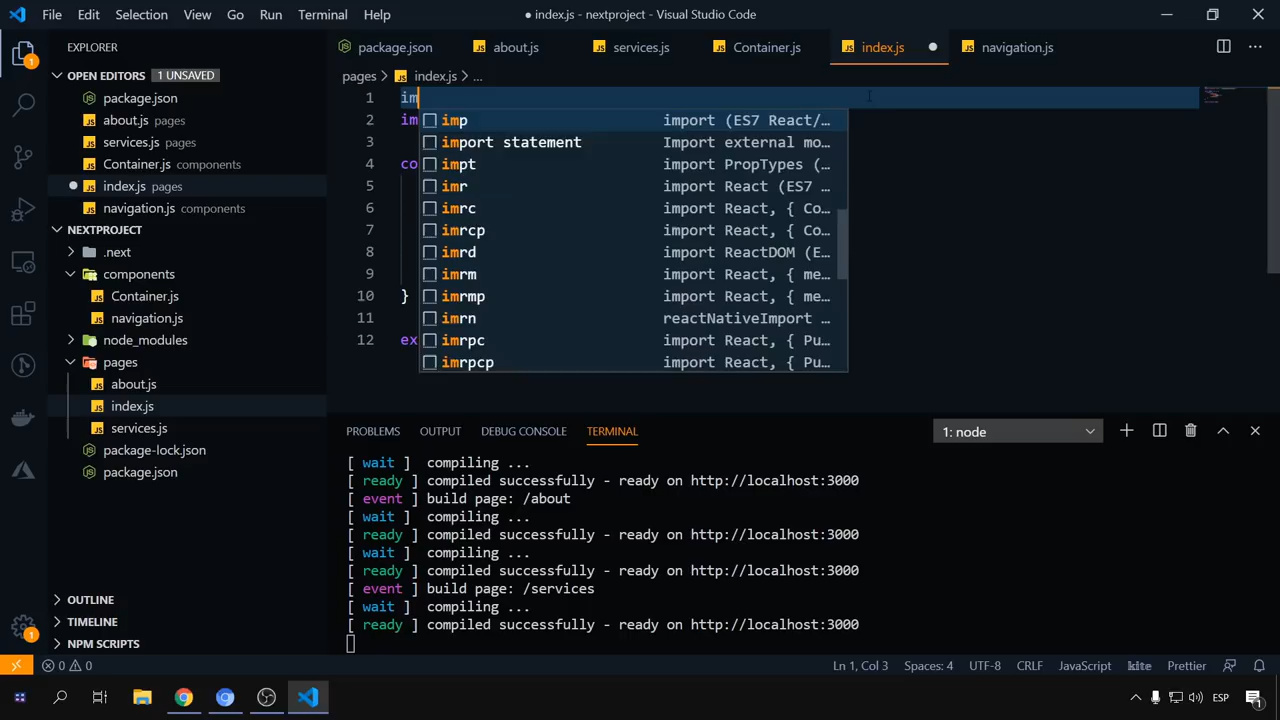 File Edit Selection View Go Run Terminal Help
● index.js - nextproject - Visual Studio Code
EXPLORER
OPEN EDITORS 1 UNSAVED
package.json
about.js pages
services.js pages
Container.js components
index.js pages
navigation.js components
NEXTPROJECT
.next
components
Container.js
navigation.js
node_modules
pages
about.js
index.js
services.js
package-lock.json
package.json
OUTLINE
TIMELINE
NPM SCRIPTS
package.json about.js services.js Container.js index.js navigation.js
pages > index.js > ...
1 im
2 im
3
4 co
5
6
7
8
9
10 }
11
12 ex
imp import (ES7 React/…
import statement Import external mo…
impt import PropTypes (…
imr import React (ES7 …
imrc import React, { Co…
imrcp import React, { Co…
imrd import ReactDOM (E…
imrm import React, { me…
imrmp import React, { me…
imrn reactNativeImport …
imrpc import React, { Pu…
imrpcp import React, { Pu…
PROBLEMS OUTPUT DEBUG CONSOLE TERMINAL
1: node
[ wait ] compiling ...
[ ready ] compiled successfully - ready on http://localhost:3000
[ event ] build page: /about
[ wait ] compiling ...
[ ready ] compiled successfully - ready on http://localhost:3000
[ wait ] compiling ...
[ ready ] compiled successfully - ready on http://localhost:3000
[ event ] build page: /services
[ wait ] compiling ...
[ ready ] compiled successfully - ready on http://localhost:3000
0 0
Ln 1, Col 3 Spaces: 4 UTF-8 CRLF JavaScript kite Prettier
ESP